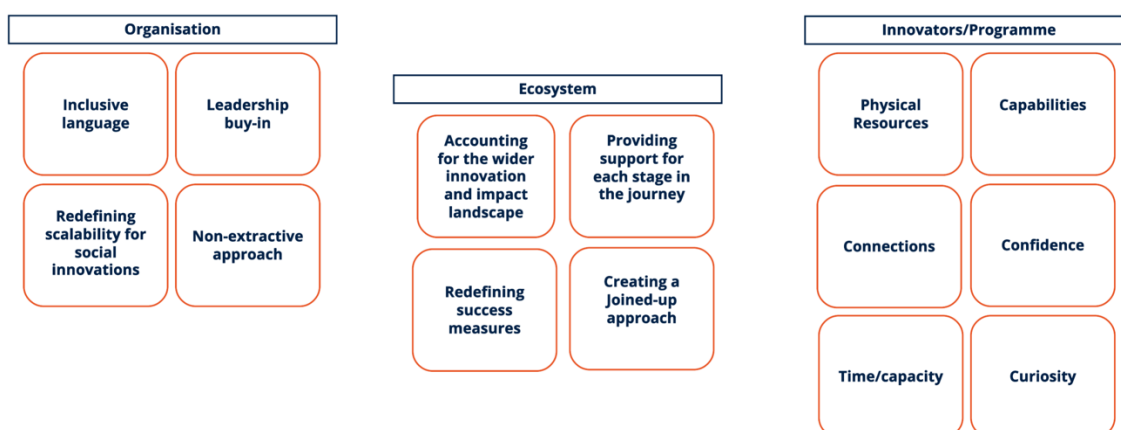 Organisation
Inclusive
language
Leadership
buy-in
Redefining
scalability for
social
innovations
Non-extractive
approach
Ecosystem
Accounting
for the wider
innovation
and impact
landscape
Providing
support for
each stage in
the journey
Redefining
success
measures
Creating a
Joined-up
approach
Innovators/Programme
Physical
Resources
Capabilities
Connections
Confidence
Time/capacity
Curiosity